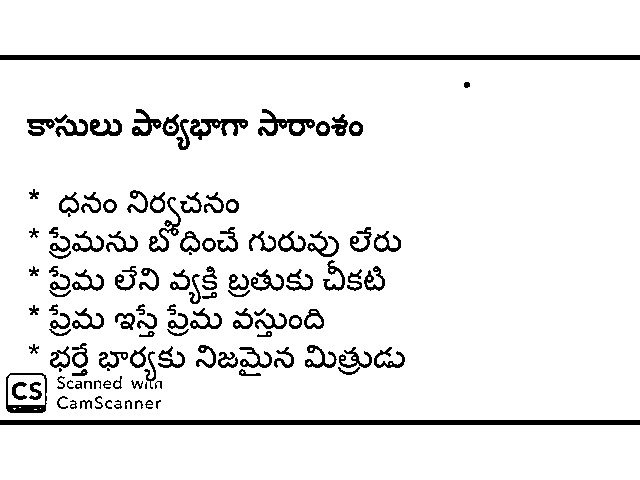 కాసులు పాఠ్యభాగా సారాంశం
* ధనం నిర్వచనం
* ప్రేమను బోధించే గురువు లేరు
* ప్రేమ లేని వ్యక్తి బ్రతుకు చీకటి
* ప్రేమ ఇస్తే ప్రేమ వస్తుంది
* భర్తే భార్యకు నిజమైన మిత్రుడు
CS Scanned with
CamScanner